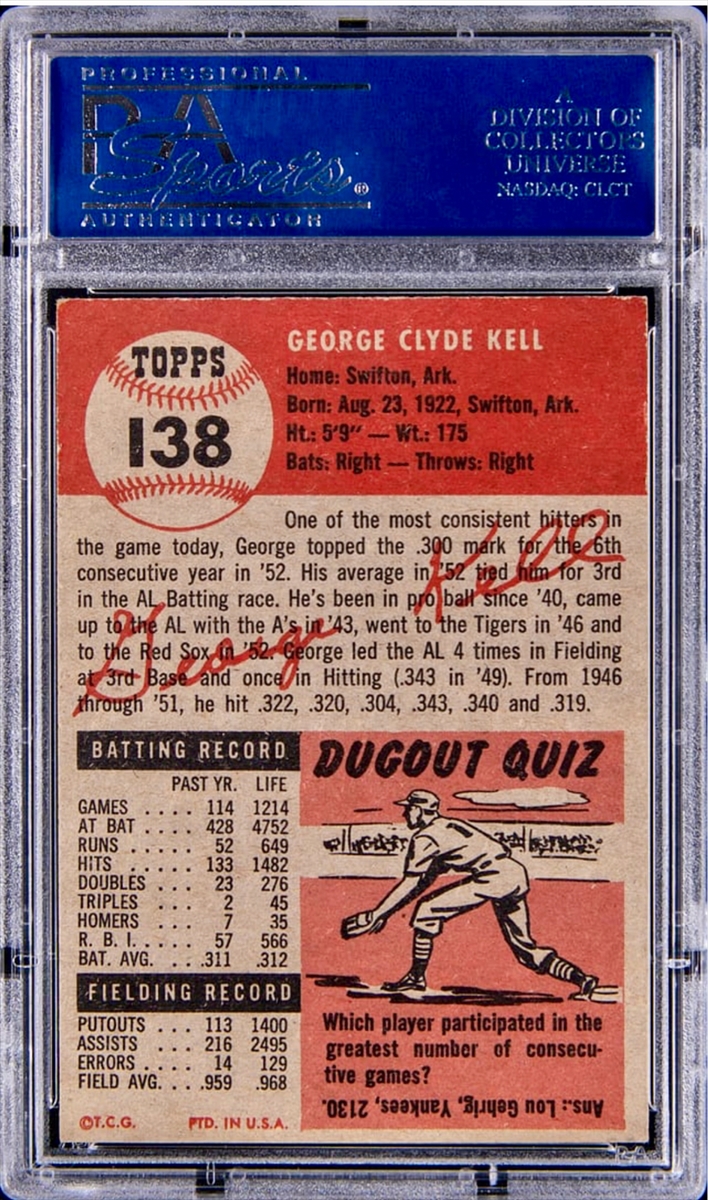 PROFESSIONAL
PSA
Sports®
AUTHENTICATOR
A
DIVISION OF
COLLECTORS
UNIVERSE
NASDAQ: CLCT
TOPPS
138
GEORGE CLYDE KELL
Home: Swifton, Ark.
Born: Aug. 23, 1922, Swifton, Ark.
Ht.: 5'9" — Wt.: 175
Bats: Right — Throws: Right
One of the most consistent hitters in
the game today, George topped the .300 mark for the 6th
consecutive year in '52. His average in '52 tied him for 3rd
in the AL Batting race. He's been in pro ball since '40, came
up to the AL with the A's in '43, went to the Tigers in '46 and
to the Red Sox in '52. George led the AL 4 times in Fielding
at 3rd Base and once in Hitting (.343 in '49). From 1946
through '51, he hit .322, .320, .304, .343, .340 and .319.
George Kell
BATTING RECORD
PAST YR. LIFE
GAMES . . . . 114 1214
AT BAT . . . . 428 4752
RUNS . . . . . 52 649
HITS . . . . . 133 1482
DOUBLES . . . 23 276
TRIPLES . . . 2 45
HOMERS . . . 7 35
R. B. I. . . . . 57 566
BAT. AVG. . . .311 .312
FIELDING RECORD
PUTOUTS . . . 113 1400
ASSISTS . . . 216 2495
ERRORS . . . . 14 129
FIELD AVG. . . .959 .968
©T.C.G. PTD. IN U.S.A.
DUGOUT QUIZ
Which player participated in the
greatest number of consecu-
tive games?
Ans.: Lou Gehrig, Yankees, 2130.